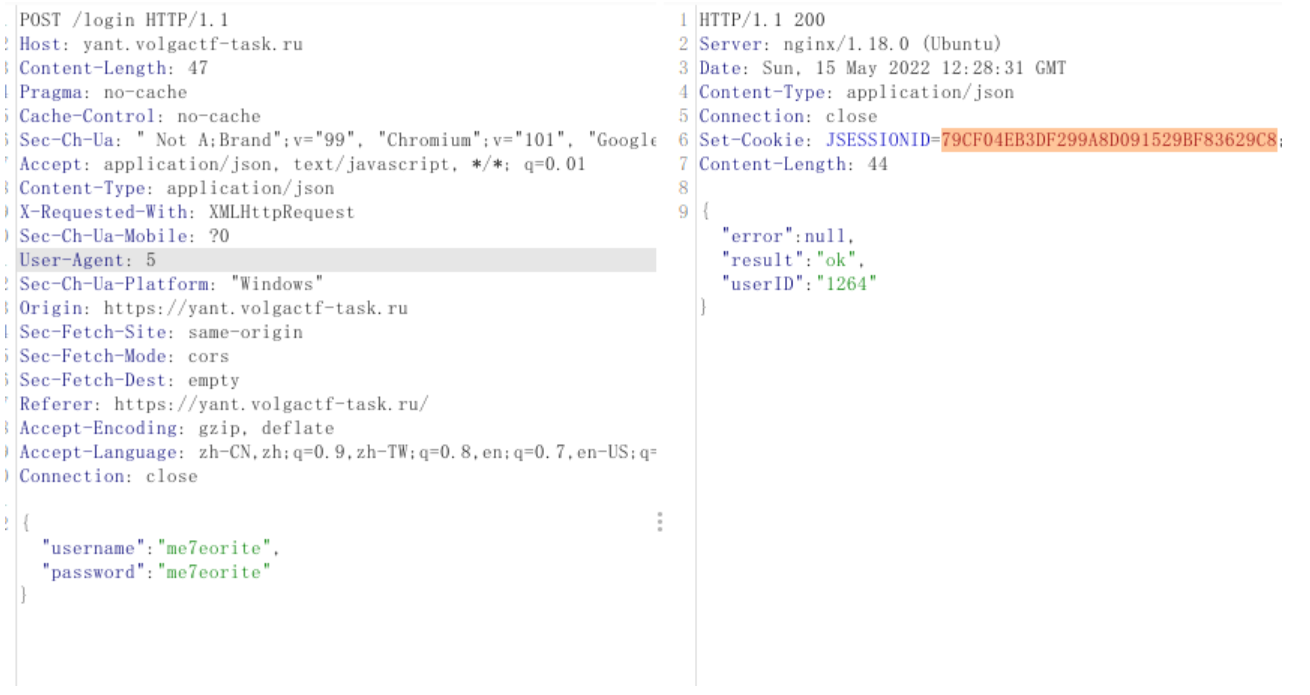 POST /login HTTP/1.1
Host: yant.volgactf-task.ru
Content-Length: 47
Pragma: no-cache
Cache-Control: no-cache
Sec-Ch-Ua: " Not A;Brand";v="99", "Chromium";v="101", "Google
Accept: application/json, text/javascript, */*; q=0.01
Content-Type: application/json
X-Requested-With: XMLHttpRequest
Sec-Ch-Ua-Mobile: ?0
User-Agent: 5
Sec-Ch-Ua-Platform: "Windows"
Origin: https://yant.volgactf-task.ru
Sec-Fetch-Site: same-origin
Sec-Fetch-Mode: cors
Sec-Fetch-Dest: empty
Referer: https://yant.volgactf-task.ru/
Accept-Encoding: gzip, deflate
Accept-Language: zh-CN,zh;q=0.9,zh-TW;q=0.8,en;q=0.7,en-US;q=
Connection: close
{
"username":"me7eorite",
"password":"me7eorite"
}
1 HTTP/1.1 200
2 Server: nginx/1.18.0 (Ubuntu)
3 Date: Sun, 15 May 2022 12:28:31 GMT
4 Content-Type: application/json
5 Connection: close
6 Set-Cookie: JSESSIONID=79CF04EB3DF299A8D091529BF83629C8;
7 Content-Length: 44
8
9 {
"error":null,
"result":"ok",
"userID":"1264"
}